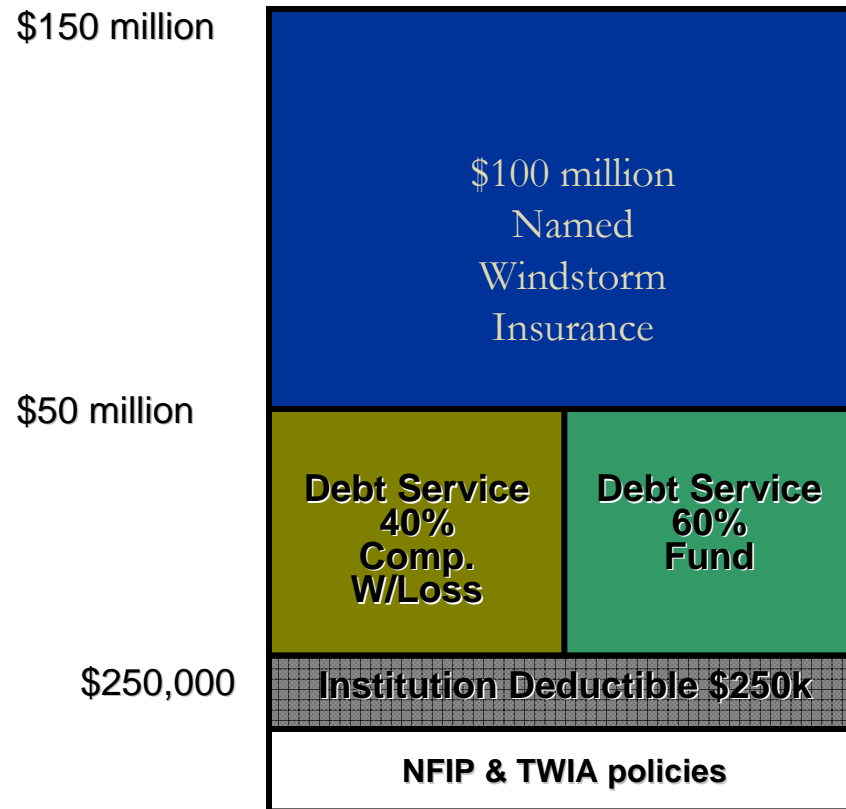 $150 million
$100 million
Named
Windstorm
Insurance
$50 million
Debt Service
40%
Comp.
W/Loss
Debt Service
60%
Fund
$250,000
Institution Deductible $250k
NFIP & TWIA policies